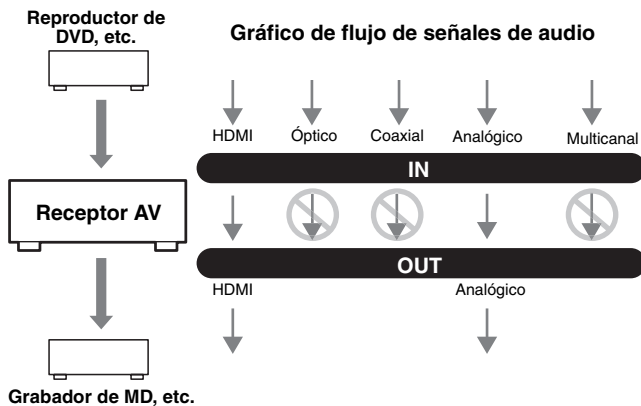 Reproductor de
DVD, etc.
Gráfico de flujo de señales de audio
HDMI
Óptico
Coaxial
Analógico
Multicanal
IN
Receptor AV
OUT
HDMI
Analógico
Grabador de MD, etc.